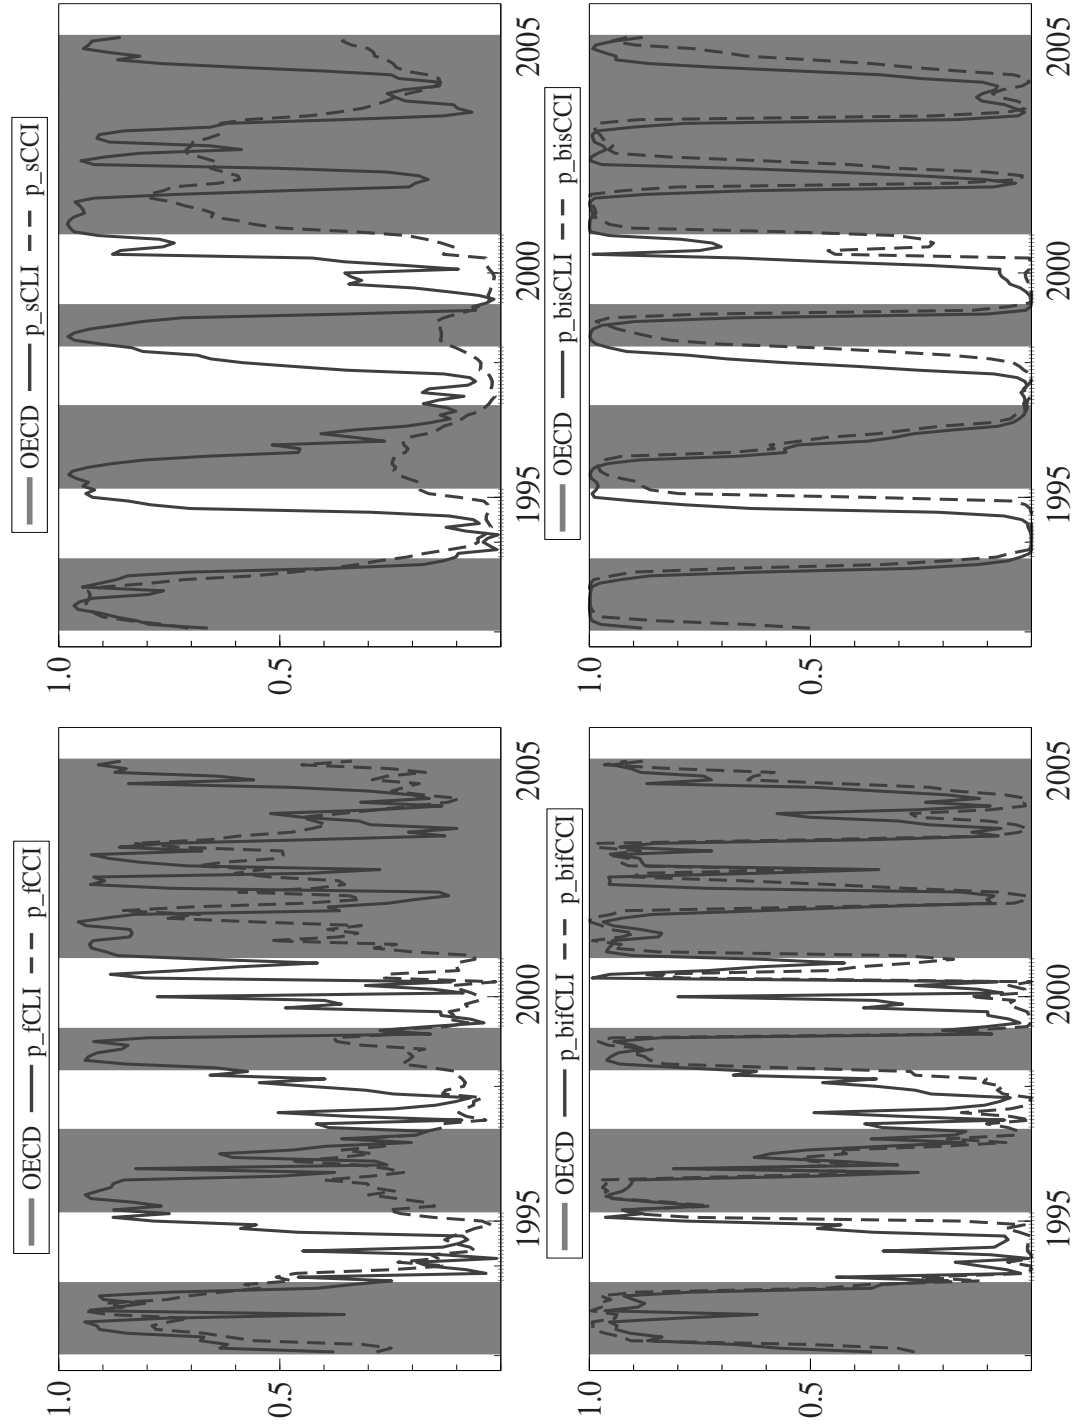 OECD p_fCLI p_fCCI
1.0
0.5
1995 2000 2005
OECD p_sCLI p_sCCI
1.0
0.5
1995 2000 2005
OECD p_bifCLI p_bifCCI
1.0
0.5
1995 2000 2005
OECD p_bisCLI p_bisCCI
1.0
0.5
1995 2000 2005